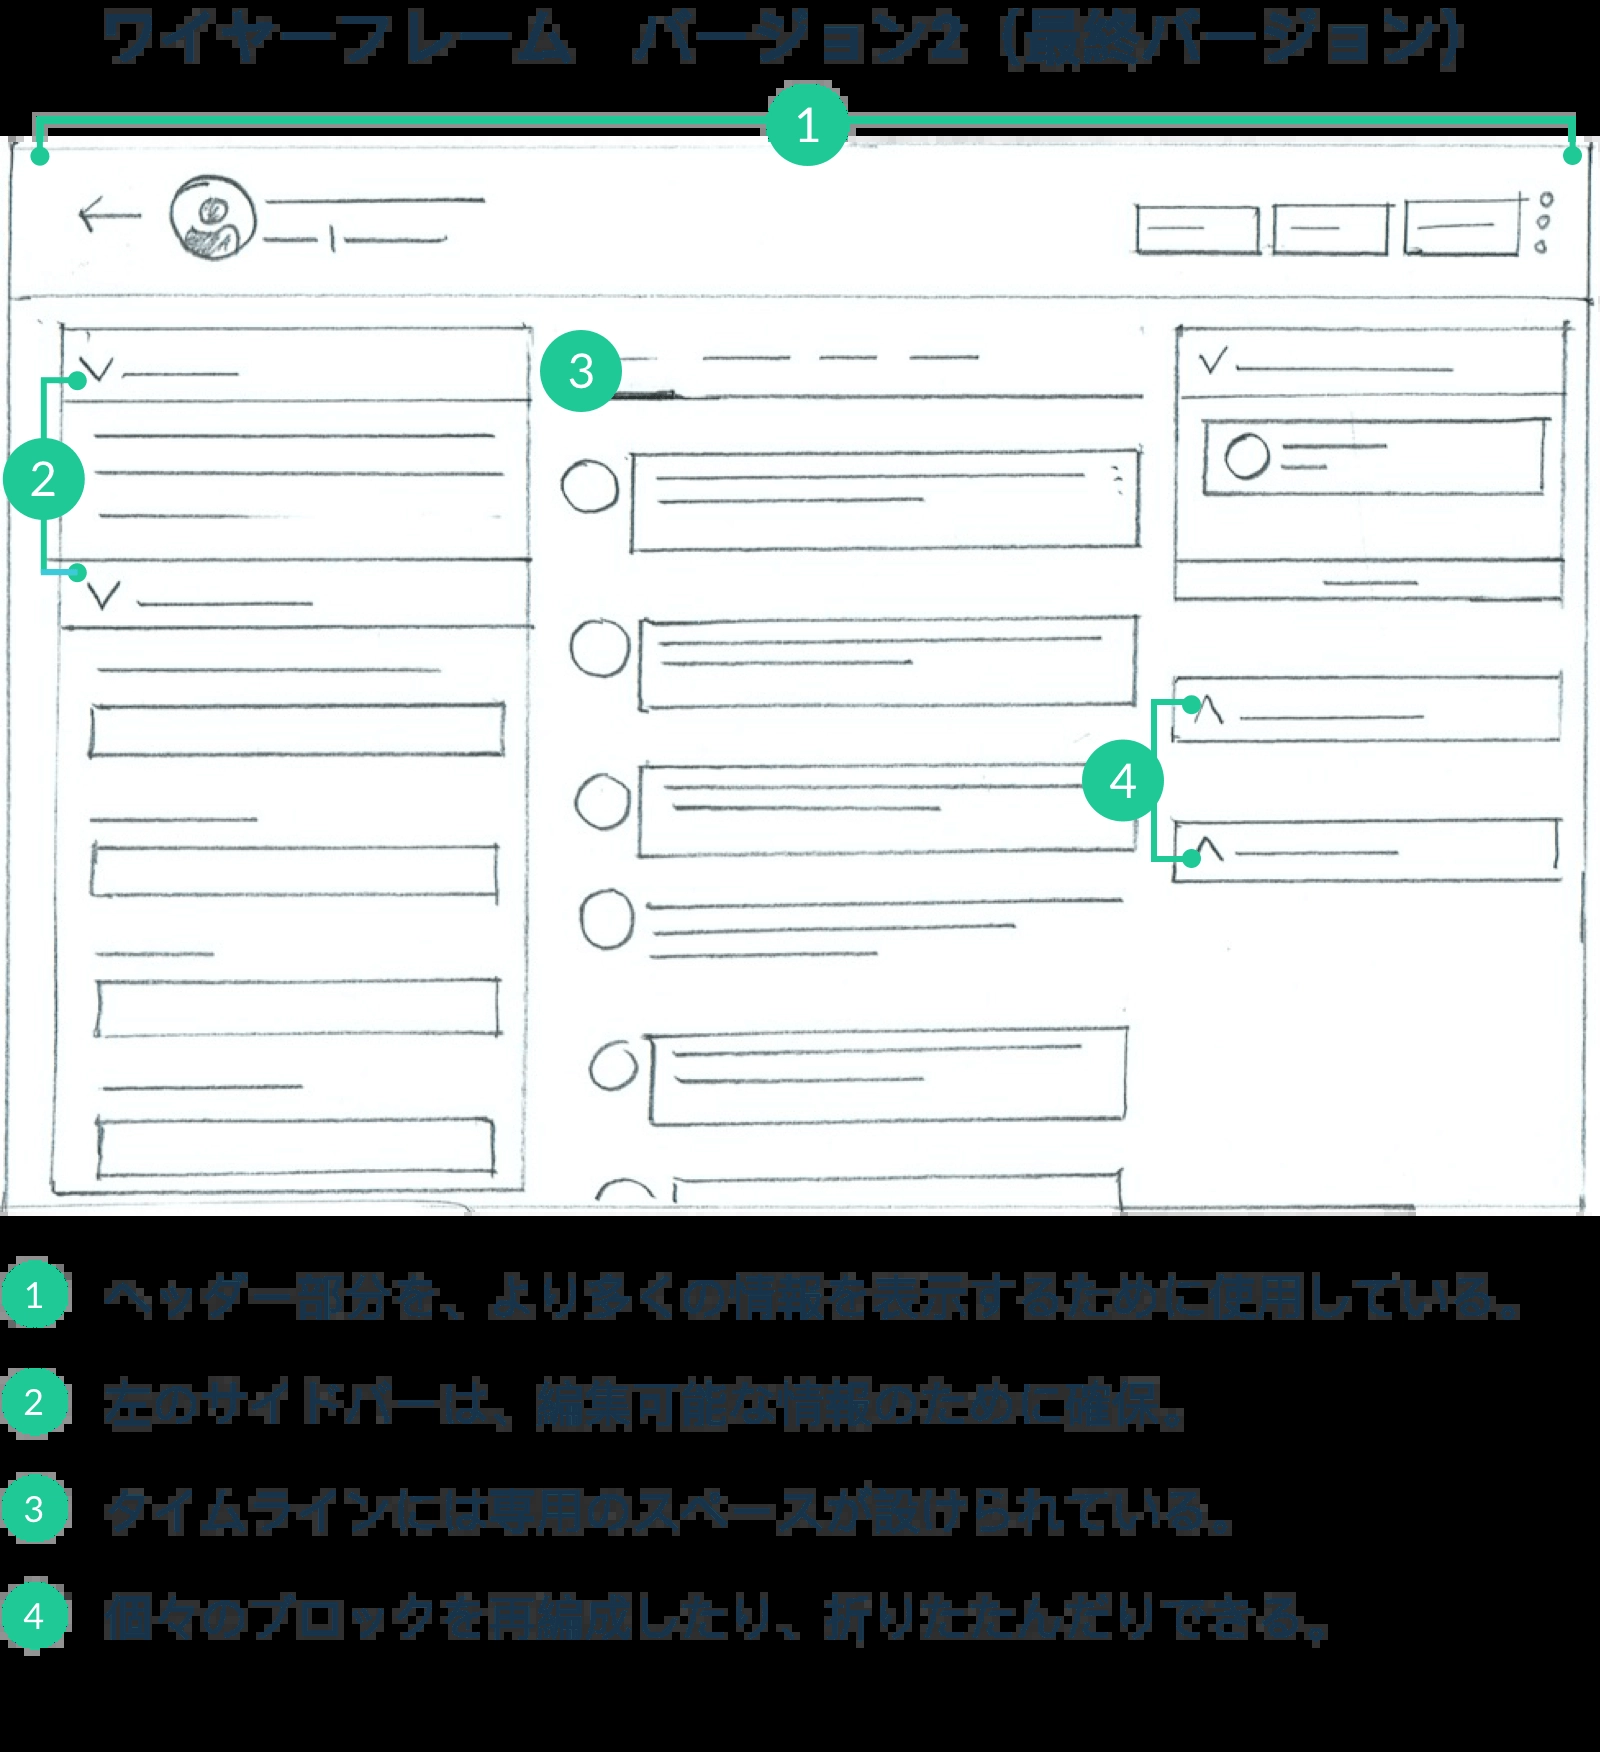 ワイヤーフレーム　バージョン2（最終バージョン）
1
3
2
4
1 ヘッダー部分を、より多くの情報を表示するために使用している。
2 左のサイドバーは、編集可能な情報のために確保。
3 タイムラインには専用のスペースが設けられている。
4 個々のブロックを再編成したり、折りたたんだりできる。